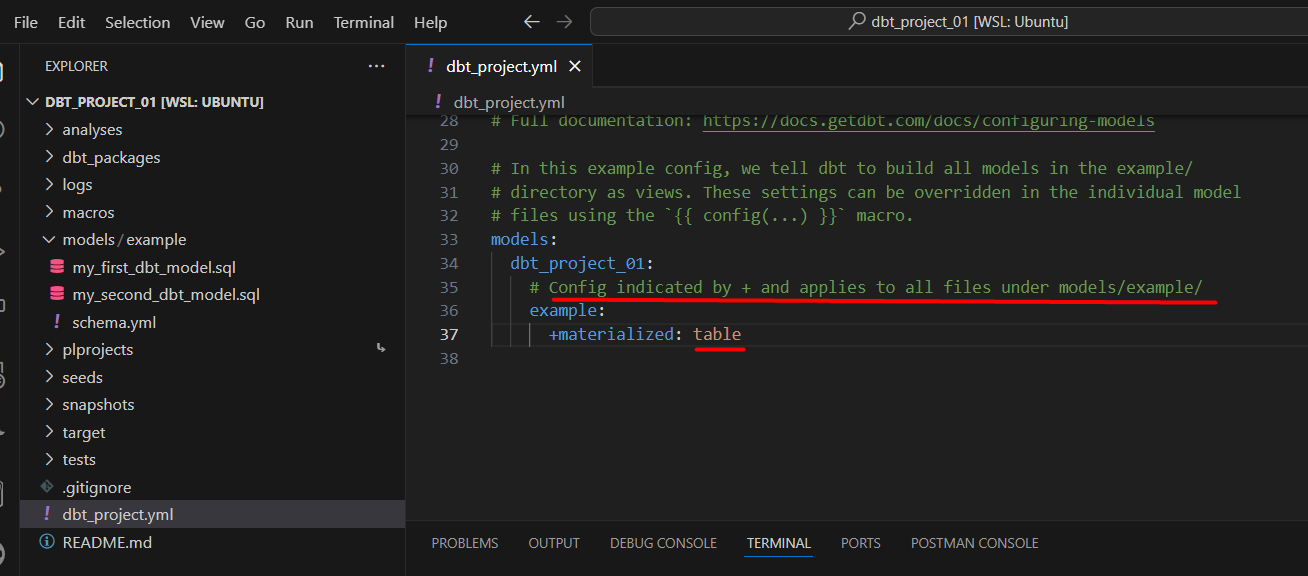 File Edit Selection View Go Run Terminal Help
dbt_project_01 [WSL: Ubuntu]
EXPLORER
DBT_PROJECT_01 [WSL: UBUNTU]
analyses
dbt_packages
logs
macros
models / example
my_first_dbt_model.sql
my_second_dbt_model.sql
schema.yml
plprojects
seeds
snapshots
target
tests
.gitignore
dbt_project.yml
README.md
dbt_project.yml
dbt_project.yml
28 # Full documentation: https://docs.getdbt.com/docs/configuring-models
29
30 # In this example config, we tell dbt to build all models in the example/
31 # directory as views. These settings can be overridden in the individual model
32 # files using the `{{ config(...) }}` macro.
33 models:
34 dbt_project_01:
35 # Config indicated by + and applies to all files under models/example/
36 example:
37 +materialized: table
38
PROBLEMS OUTPUT DEBUG CONSOLE TERMINAL PORTS POSTMAN CONSOLE